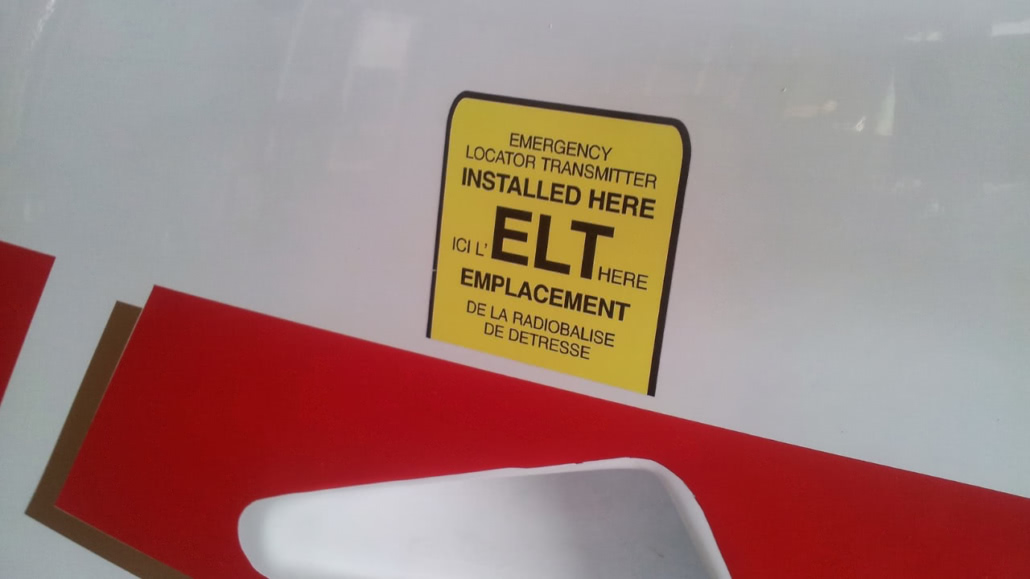 EMERGENCY
LOCATOR TRANSMITTER
INSTALLED HERE
ICI L' ELT HERE
EMPLACEMENT
DE LA RADIOBALISE
DE DETRESSE